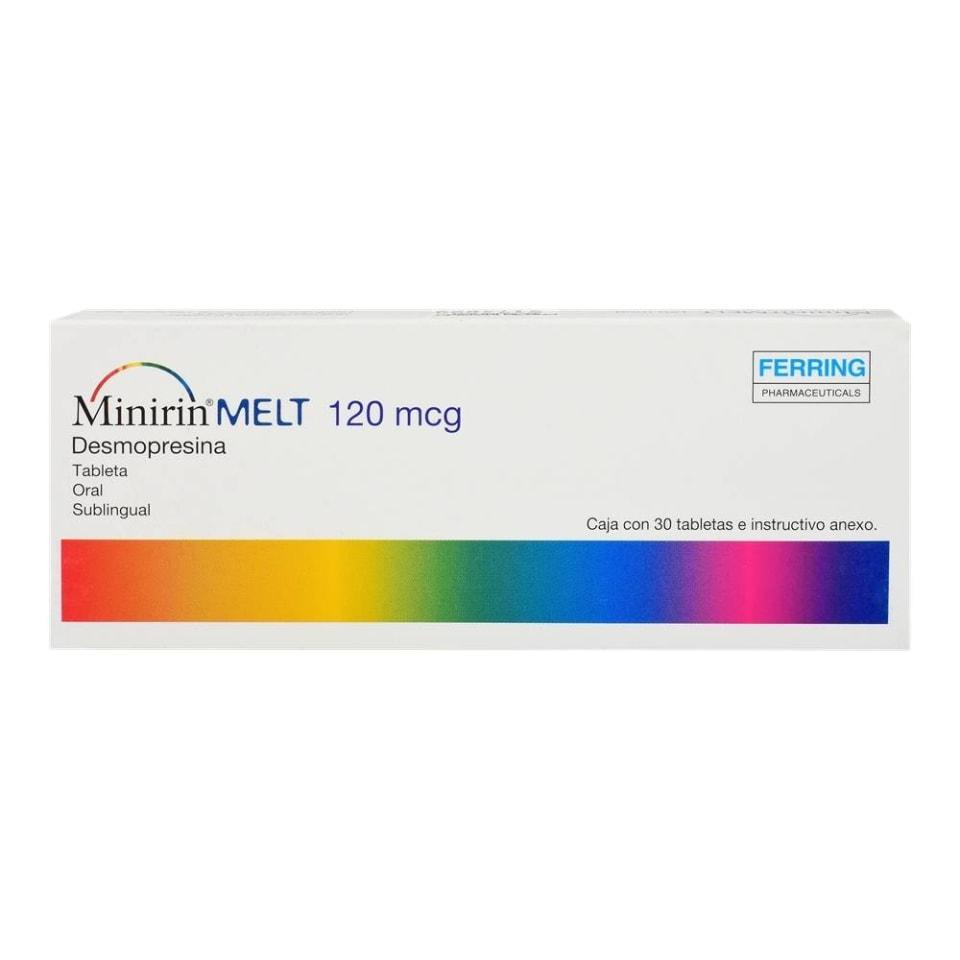 Minirin® MELT 120 mcg
Desmopresina
Tableta
Oral
Sublingual
FERRING
PHARMACEUTICALS
Caja con 30 tabletas e instructivo anexo.